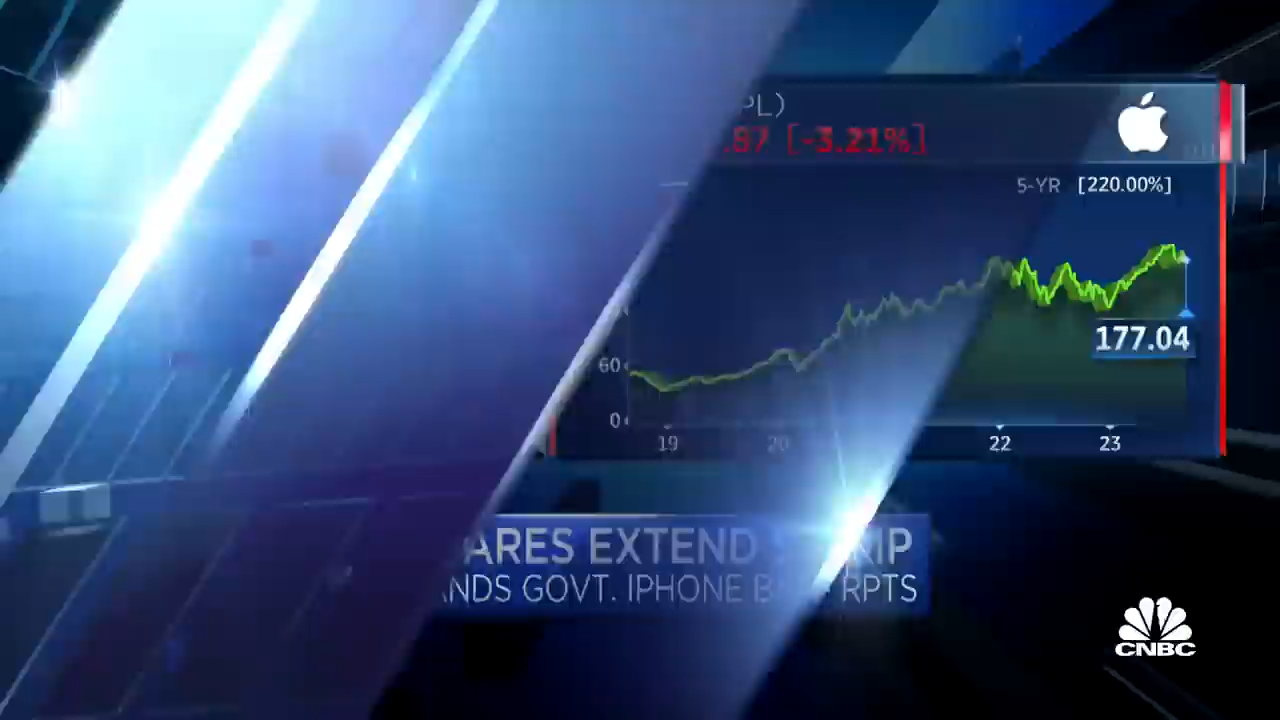 PL)
.87 [-3.21%]
5-YR [220.00%]
177.04
60
0
19 20 22 23
ARES EXTEND
NDS GOVT. IPHONE RPTS
CNBC